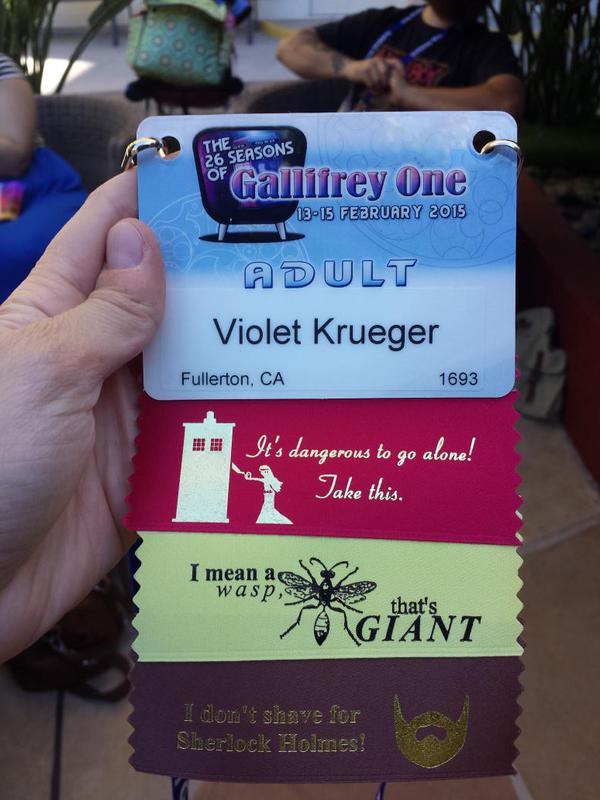 THE
26 SEASONS
OF Gallifrey One
13-15 FEBRUARY 2015
ADULT
Violet Krueger
Fullerton, CA 1693
It's dangerous to go alone!
Take this.
I mean a
wasp,
that's
GIANT
I don't shave for
Sherlock Holmes!